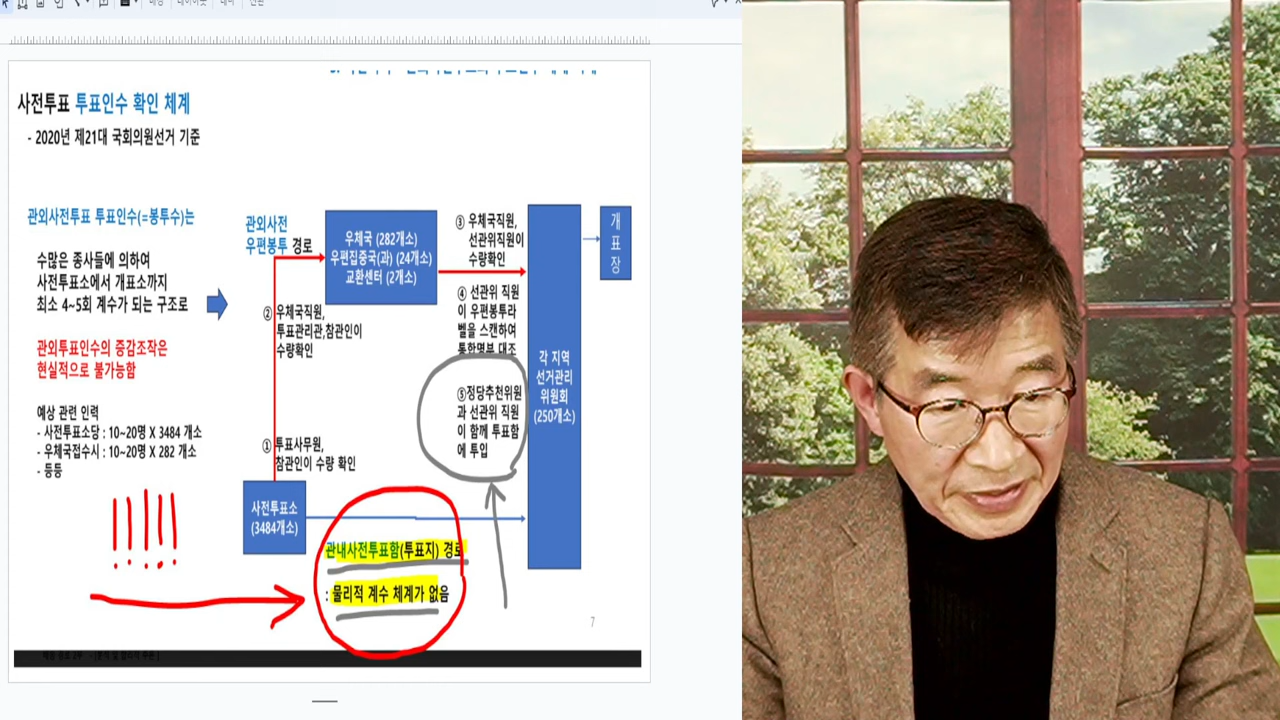 사전투표 투표인수 확인 체계
- 2020년 제21대 국회의원선거 기준
관외사전투표 투표인수(=봉투수)는
수많은 종사들에 의하여
사전투표소에서 개표소까지
최소 4~5회 계수가 되는 구조로
관외투표인수의 증감조작은
현실적으로 불가능함
예상 관련 인력
- 사전투표소당 : 10~20명 X 3484 개소
- 우체국접수시 : 10~20명 X 282 개소
- 등등
관외사전
우편봉투 경로
우체국 (282개소)
우편집중국(과) (24개소)
교환센터 (2개소)
② 우체국직원,
투표관리관,참관인이
수량확인
① 투표사무원,
참관인이 수량 확인
사전투표소
(3484개소)
③ 우체국직원,
선관위직원이
수량확인
④ 선관위 직원
이 우편봉투라
벨을 스캔하여
통합명부 대조
⑤정당추천위원
과 선관위 직원
이 함께 투표함
에 투입
각 지역
선거관리
위원회
(250개소)
개
표
장
관내사전투표함(투표지) 경로
: 물리적 계수 체계가 없음
!!!!!
7